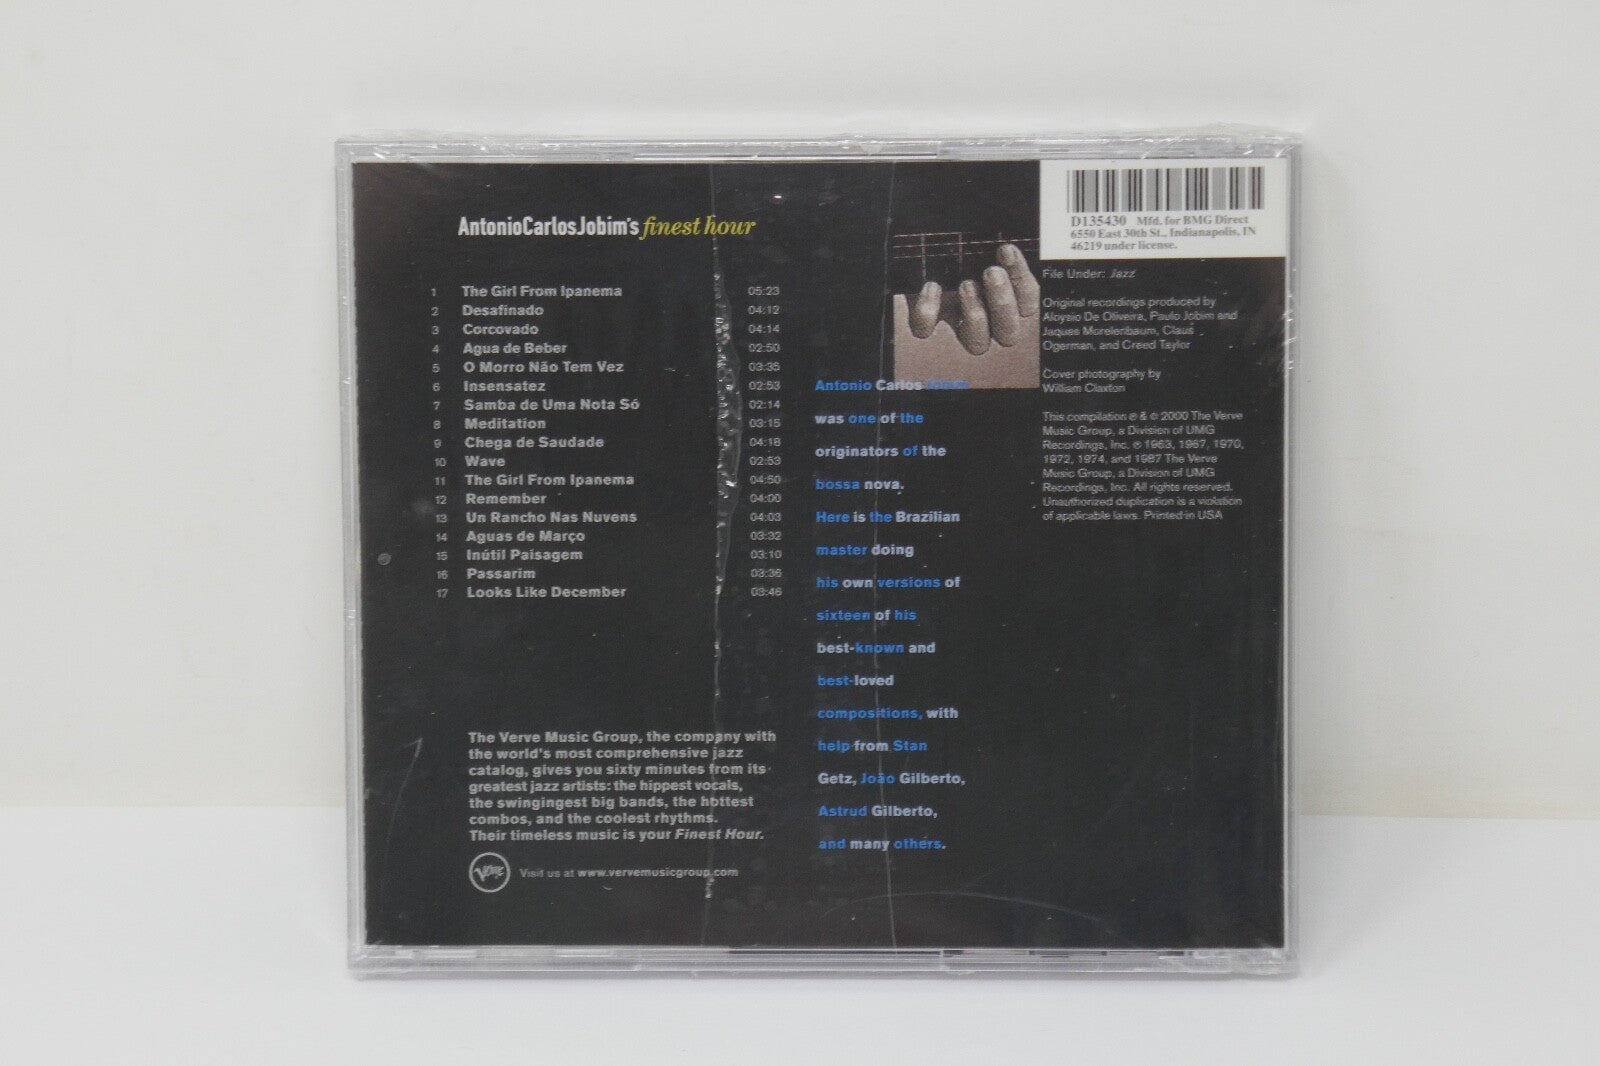 AntonioCarlosJobim's finest hour
1 The Girl From Ipanema 05:23
2 Desafinado 04:12
3 Corcovado 04:14
4 Agua de Beber 02:50
5 O Morro Não Tem Vez 03:35
6 Insensatez 02:53
7 Samba de Uma Nota Só 02:14
8 Meditation 03:15
9 Chega de Saudade 04:18
10 Wave 02:53
11 The Girl From Ipanema 04:50
12 Remember 04:00
13 Un Rancho Nas Nuvens 04:03
14 Aguas de Março 03:32
15 Inútil Paisagem 03:10
16 Passarim 03:36
17 Looks Like December 03:46
The Verve Music Group, the company with
the world's most comprehensive jazz
catalog, gives you sixty minutes from its
greatest jazz artists: the hippest vocals,
the swingingest big bands, the hottest
combos, and the coolest rhythms.
Their timeless music is your Finest Hour.
VERVE Visit us at www.vervemusicgroup.com
Antonio Carlos Jobim
was one of the
originators of the
bossa nova.
Here is the Brazilian
master doing
his own versions of
sixteen of his
best-known and
best-loved
compositions, with
help from Stan
Getz, João Gilberto,
Astrud Gilberto,
and many others.
D135430 Mfd. for BMG Direct
6550 East 30th St., Indianapolis, IN
46219 under license.
File Under: Jazz
Original recordings produced by
Aloysio De Oliveira, Paulo Jobim and
Jaques Morelenbaum, Claus
Ogerman, and Creed Taylor
Cover photography by
William Claxton
This compilation ℗ & © 2000 The Verve
Music Group, a Division of UMG
Recordings, Inc. ℗ 1963, 1967, 1970,
1972, 1974, and 1987 The Verve
Music Group, a Division of UMG
Recordings, Inc. All rights reserved.
Unauthorized duplication is a violation
of applicable laws. Printed in USA